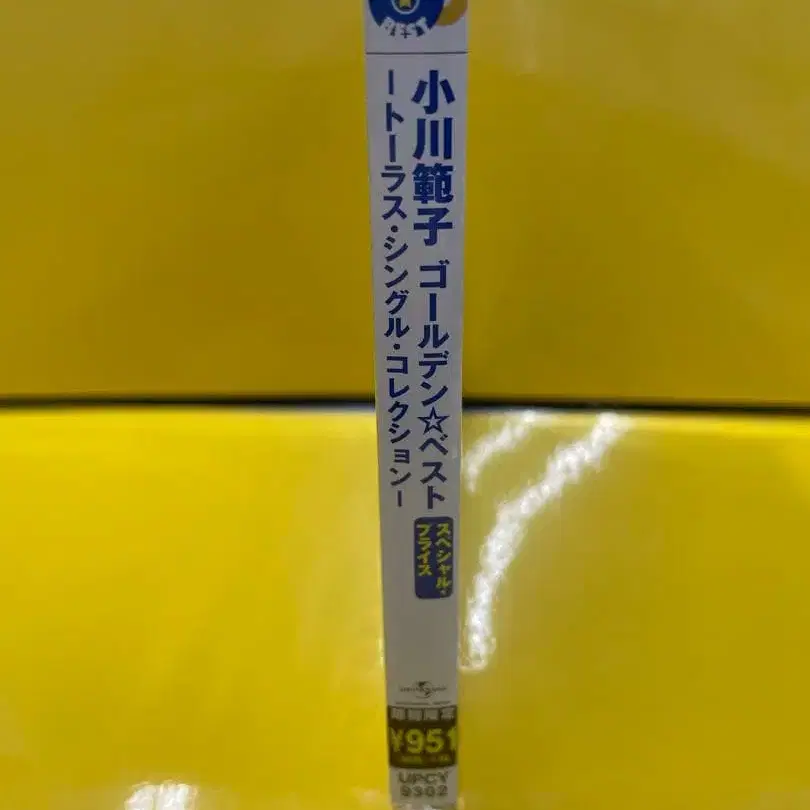 BEST
小川範子 ゴールデン☆ベスト
ートーラス・シングル・コレクションー
スペシャル・
プライス
期間限定
¥951
UPCY
9302